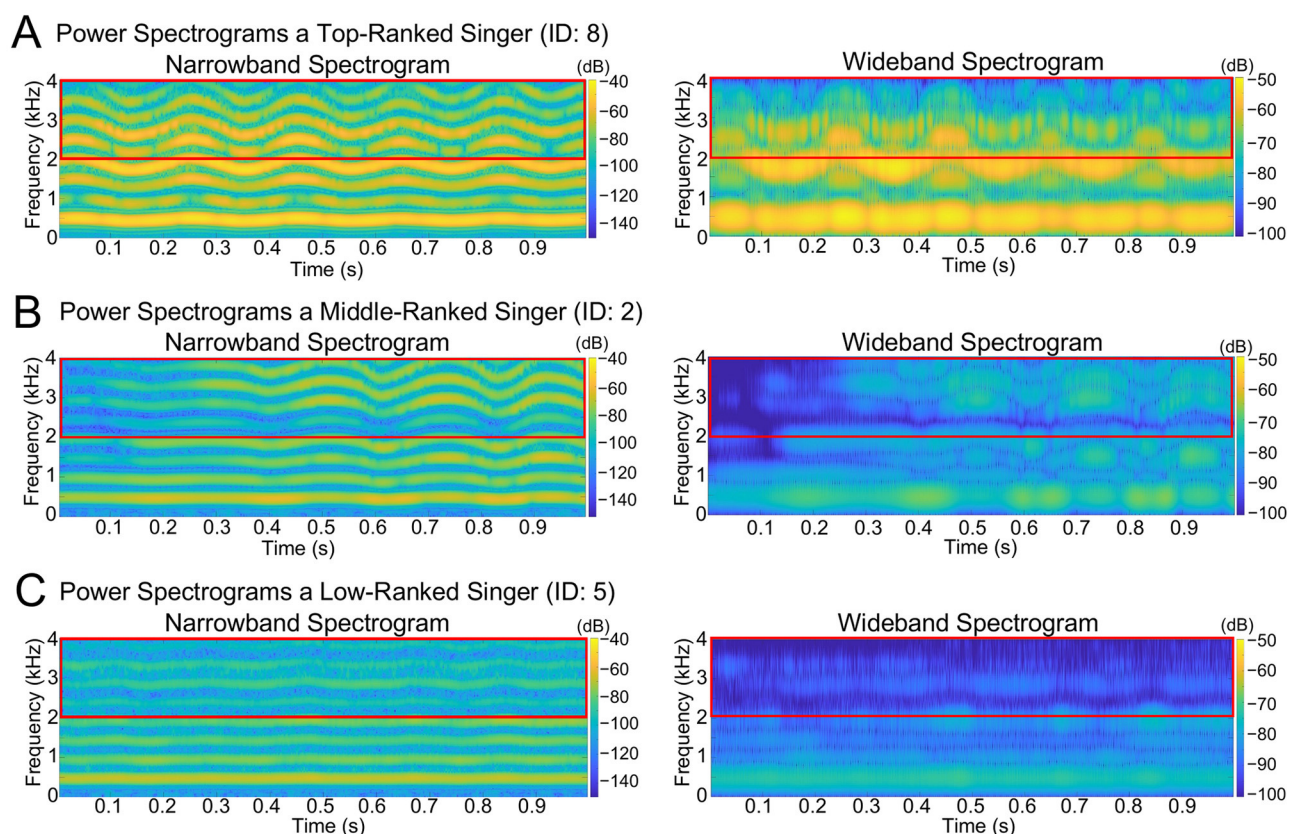 A Power Spectrograms a Top-Ranked Singer (ID: 8)
Narrowband Spectrogram
(dB)
Wideband Spectrogram
(dB)
Frequency (kHz)
4
3
2
1
0
0.1 0.2 0.3 0.4 0.5 0.6 0.7 0.8 0.9
Time (s)
−40
−60
−80
−100
−120
−140
Frequency (kHz)
4
3
2
1
0
0.1 0.2 0.3 0.4 0.5 0.6 0.7 0.8 0.9
Time (s)
−50
−60
−70
−80
−90
−100
B Power Spectrograms a Middle-Ranked Singer (ID: 2)
Narrowband Spectrogram
(dB)
Wideband Spectrogram
(dB)
Frequency (kHz)
4
3
2
1
0
0.1 0.2 0.3 0.4 0.5 0.6 0.7 0.8 0.9
Time (s)
−40
−60
−80
−100
−120
−140
Frequency (kHz)
4
3
2
1
0
0.1 0.2 0.3 0.4 0.5 0.6 0.7 0.8 0.9
Time (s)
−50
−60
−70
−80
−90
−100
C Power Spectrograms a Low-Ranked Singer (ID: 5)
Narrowband Spectrogram
(dB)
Wideband Spectrogram
(dB)
Frequency (kHz)
4
3
2
1
0
0.1 0.2 0.3 0.4 0.5 0.6 0.7 0.8 0.9
Time (s)
−40
−60
−80
−100
−120
−140
Frequency (kHz)
4
3
2
1
0
0.1 0.2 0.3 0.4 0.5 0.6 0.7 0.8 0.9
Time (s)
−50
−60
−70
−80
−90
−100